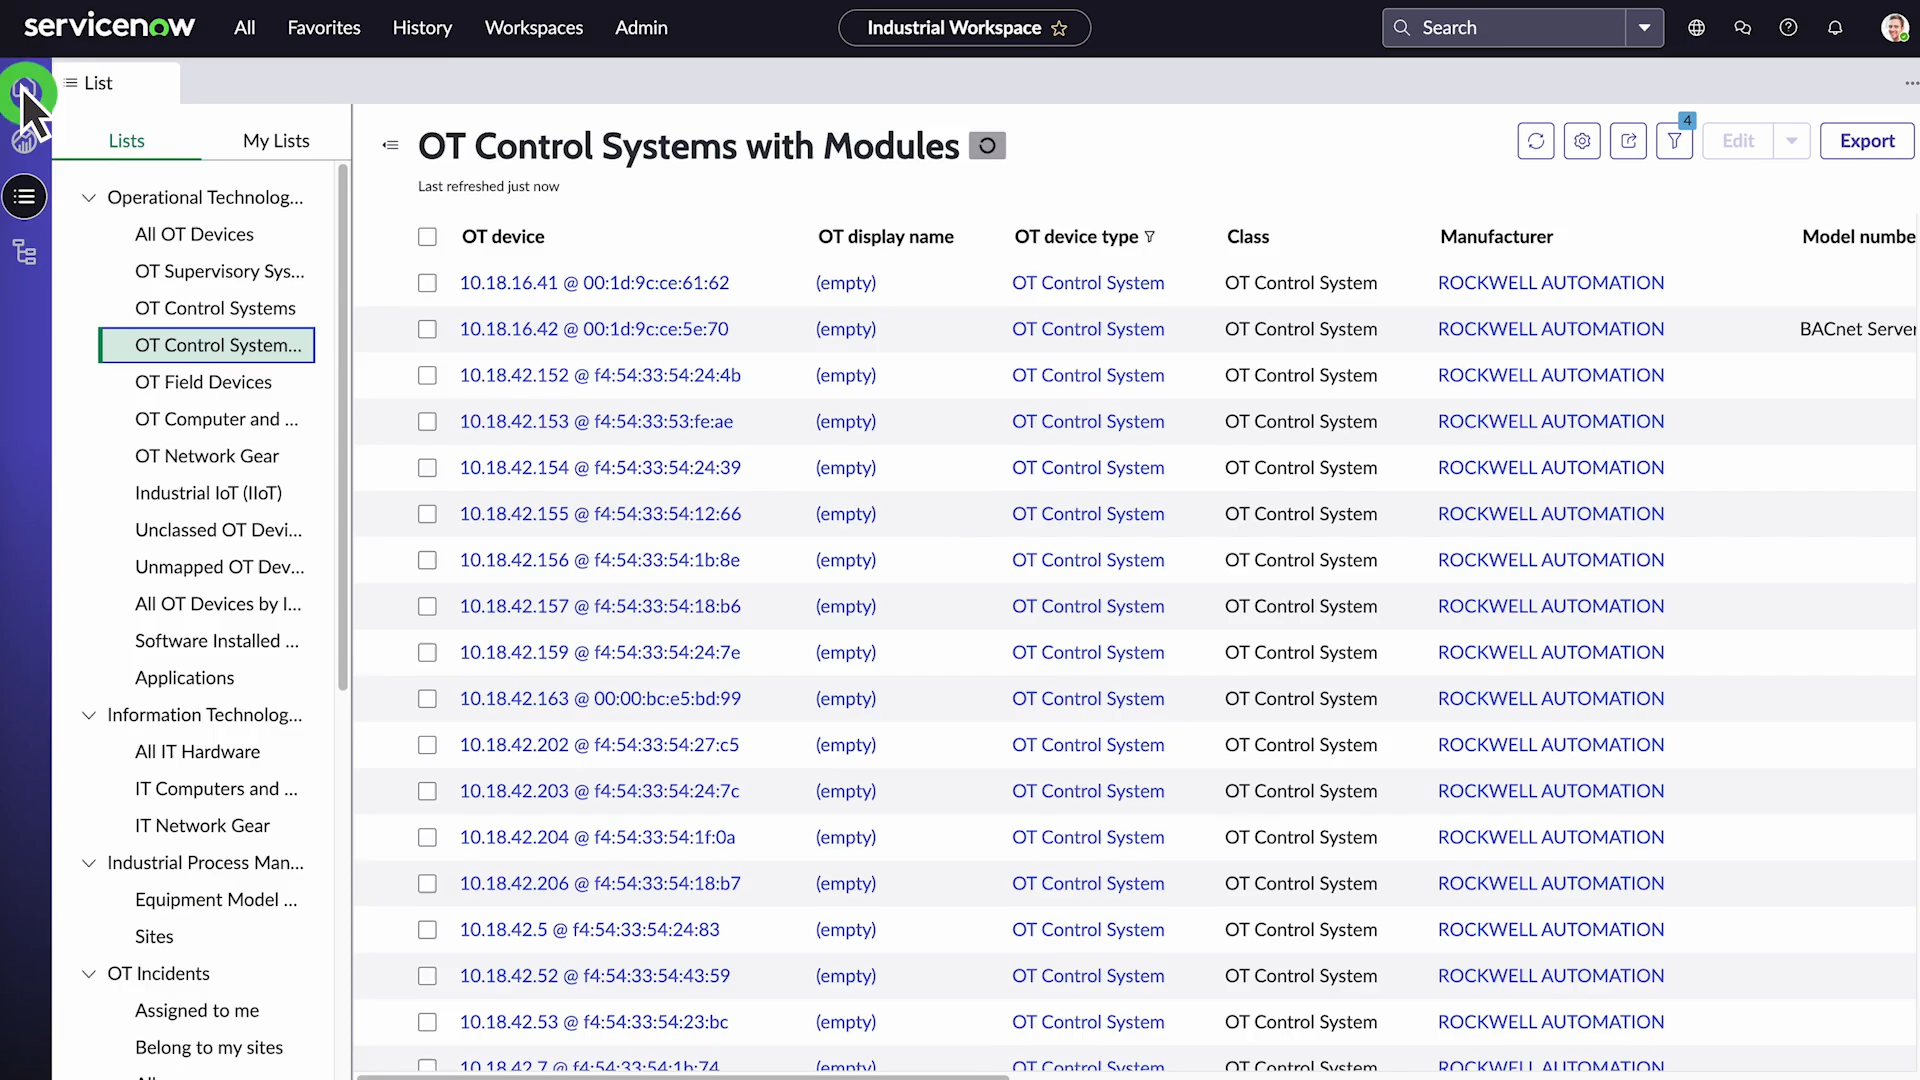 servicenow All Favorites History Workspaces Admin Industrial Workspace Search
List
Lists My Lists
Operational Technolog...
All OT Devices
OT Supervisory Sys...
OT Control Systems
OT Control System...
OT Field Devices
OT Computer and ...
OT Network Gear
Industrial IoT (IIoT)
Unclassed OT Devi...
Unmapped OT Dev...
All OT Devices by I...
Software Installed ...
Applications
Information Technolog...
All IT Hardware
IT Computers and ...
IT Network Gear
Industrial Process Man...
Equipment Model ...
Sites
OT Incidents
Assigned to me
Belong to my sites
OT Control Systems with Modules
4
Edit Export
Last refreshed just now
OT device OT display name OT device type Class Manufacturer Model numbe
10.18.16.41 @ 00:1d:9c:ce:61:62 (empty) OT Control System OT Control System ROCKWELL AUTOMATION
10.18.16.42 @ 00:1d:9c:ce:5e:70 (empty) OT Control System OT Control System ROCKWELL AUTOMATION BACnet Server
10.18.42.152 @ f4:54:33:54:24:4b (empty) OT Control System OT Control System ROCKWELL AUTOMATION
10.18.42.153 @ f4:54:33:53:fe:ae (empty) OT Control System OT Control System ROCKWELL AUTOMATION
10.18.42.154 @ f4:54:33:54:24:39 (empty) OT Control System OT Control System ROCKWELL AUTOMATION
10.18.42.155 @ f4:54:33:54:12:66 (empty) OT Control System OT Control System ROCKWELL AUTOMATION
10.18.42.156 @ f4:54:33:54:1b:8e (empty) OT Control System OT Control System ROCKWELL AUTOMATION
10.18.42.157 @ f4:54:33:54:18:b6 (empty) OT Control System OT Control System ROCKWELL AUTOMATION
10.18.42.159 @ f4:54:33:54:24:7e (empty) OT Control System OT Control System ROCKWELL AUTOMATION
10.18.42.163 @ 00:00:bc:e5:bd:99 (empty) OT Control System OT Control System ROCKWELL AUTOMATION
10.18.42.202 @ f4:54:33:54:27:c5 (empty) OT Control System OT Control System ROCKWELL AUTOMATION
10.18.42.203 @ f4:54:33:54:24:7c (empty) OT Control System OT Control System ROCKWELL AUTOMATION
10.18.42.204 @ f4:54:33:54:1f:0a (empty) OT Control System OT Control System ROCKWELL AUTOMATION
10.18.42.206 @ f4:54:33:54:18:b7 (empty) OT Control System OT Control System ROCKWELL AUTOMATION
10.18.42.5 @ f4:54:33:54:24:83 (empty) OT Control System OT Control System ROCKWELL AUTOMATION
10.18.42.52 @ f4:54:33:54:43:59 (empty) OT Control System OT Control System ROCKWELL AUTOMATION
10.18.42.53 @ f4:54:33:54:23:bc (empty) OT Control System OT Control System ROCKWELL AUTOMATION
10.18.42.7 @ f4:54:33:54:1b:74 (empty) OT Control System OT Control System ROCKWELL AUTOMATION